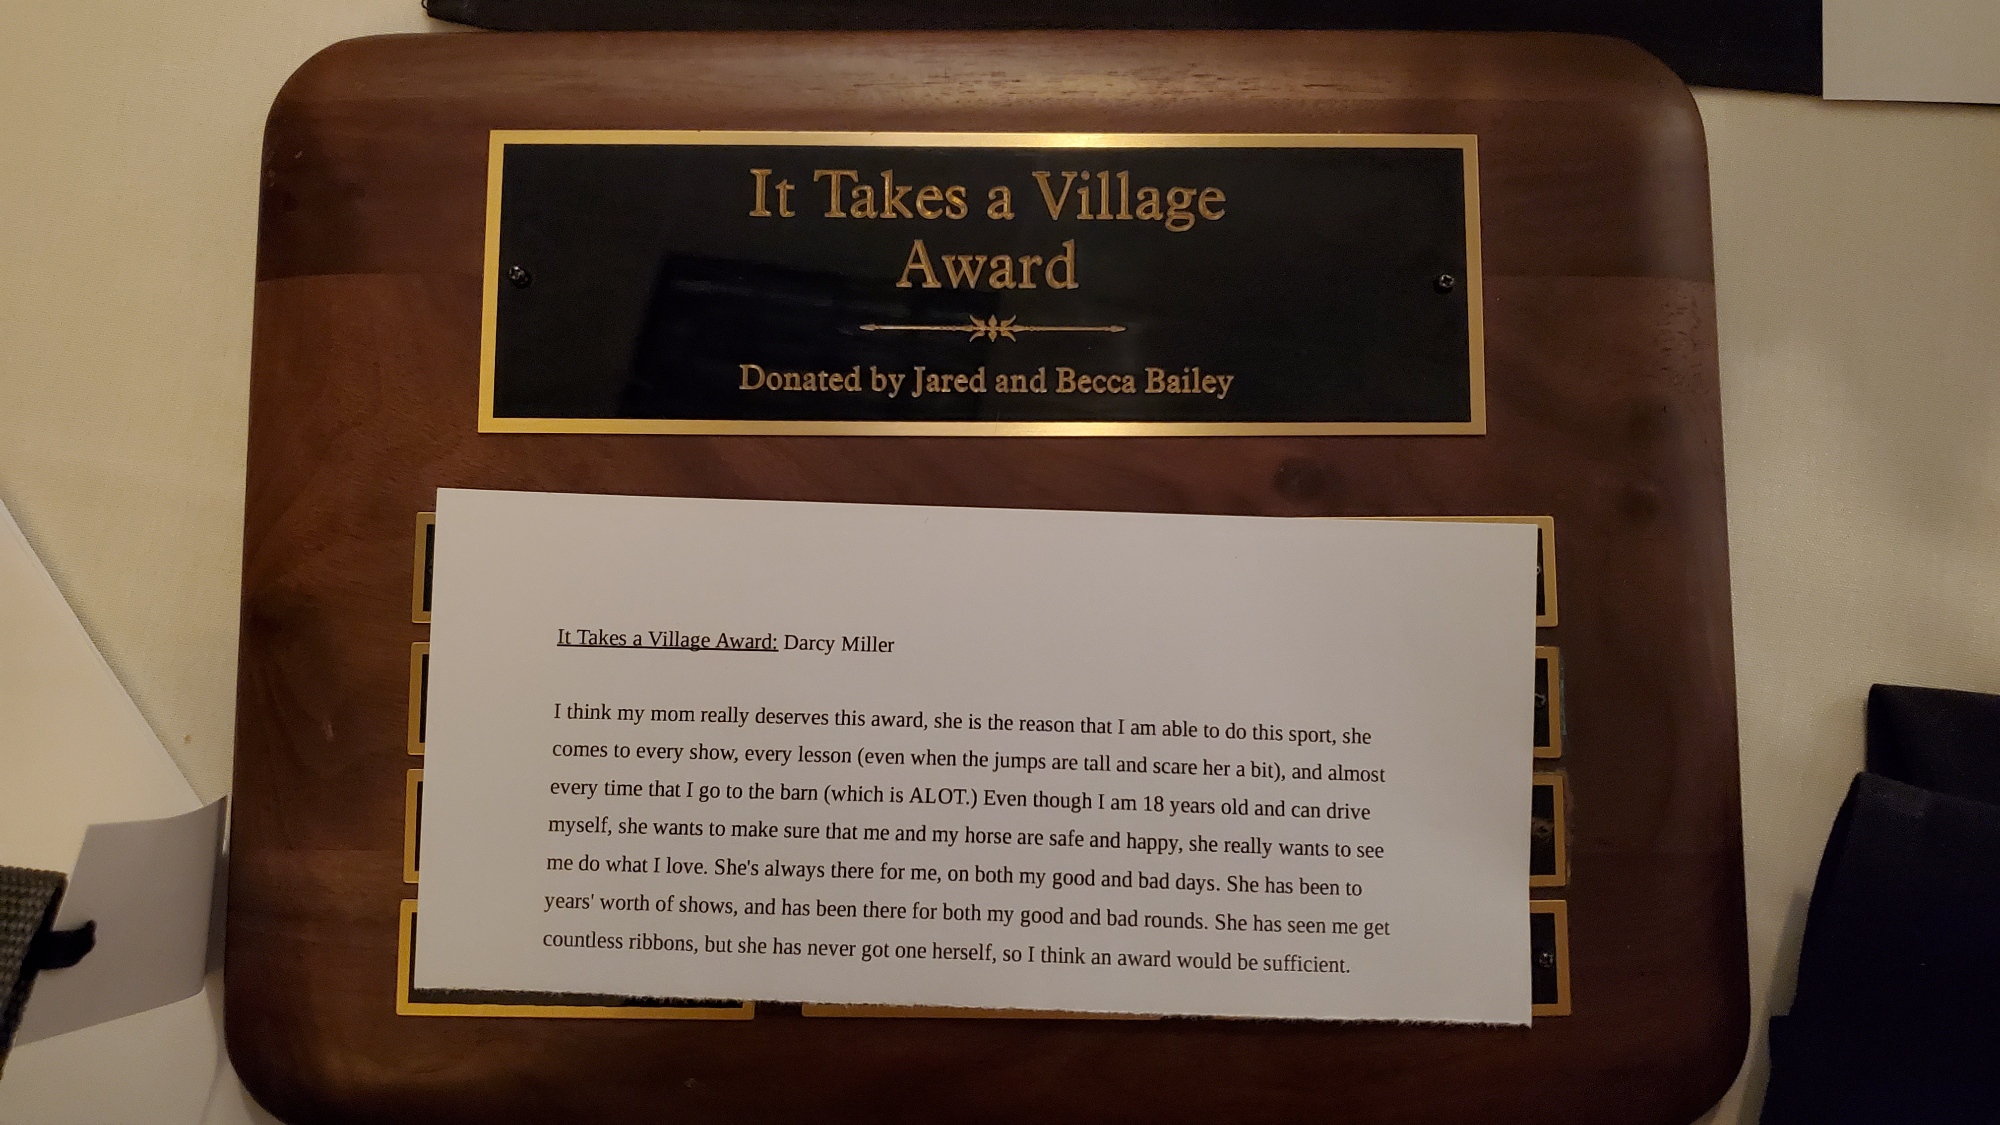 It Takes a Village
Award
Donated by Jared and Becca Bailey
It Takes a Village Award: Darcy Miller
I think my mom really deserves this award, she is the reason that I am able to do this sport, she
comes to every show, every lesson (even when the jumps are tall and scare her a bit), and almost
every time that I go to the barn (which is ALOT.) Even though I am 18 years old and can drive
myself, she wants to make sure that me and my horse are safe and happy, she really wants to see
me do what I love. She's always there for me, on both my good and bad days. She has been to
years' worth of shows, and has been there for both my good and bad rounds. She has seen me get
countless ribbons, but she has never got one herself, so I think an award would be sufficient.